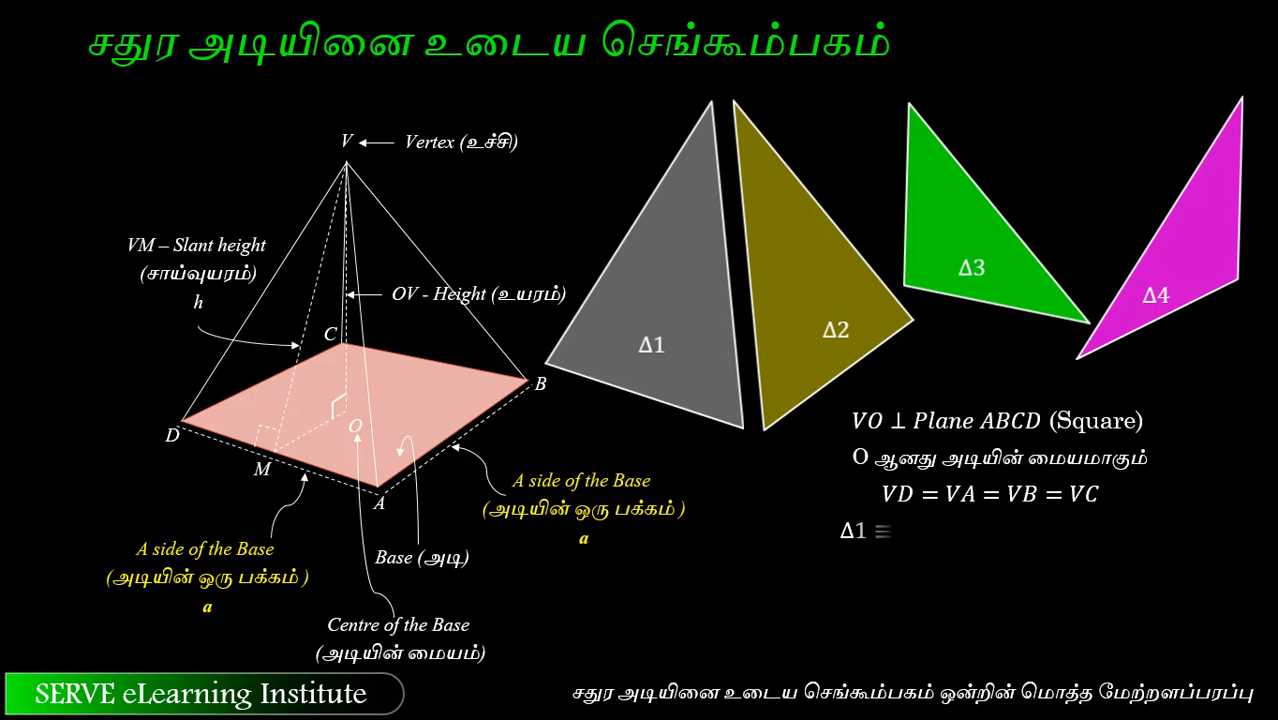 சதுர அடியினை உடைய செங்கூம்பகம்
V
Vertex (உச்சி)
VM – Slant height
(சாய்வுயரம்)
h
OV - Height (உயரம்)
C
B
D
O
M
A
A side of the Base
(அடியின் ஒரு பக்கம் )
a
A side of the Base
(அடியின் ஒரு பக்கம் )
a
Base (அடி)
Centre of the Base
(அடியின் மையம்)
Δ1
Δ2
Δ3
Δ4
VO ⊥ Plane ABCD (Square)
O ஆனது அடியின் மையமாகும்
VD = VA = VB = VC
Δ1 ≡
SERVE eLearning Institute
சதுர அடியினை உடைய செங்கூம்பகம் ஒன்றின் மொத்த மேற்றளப்பரப்பு